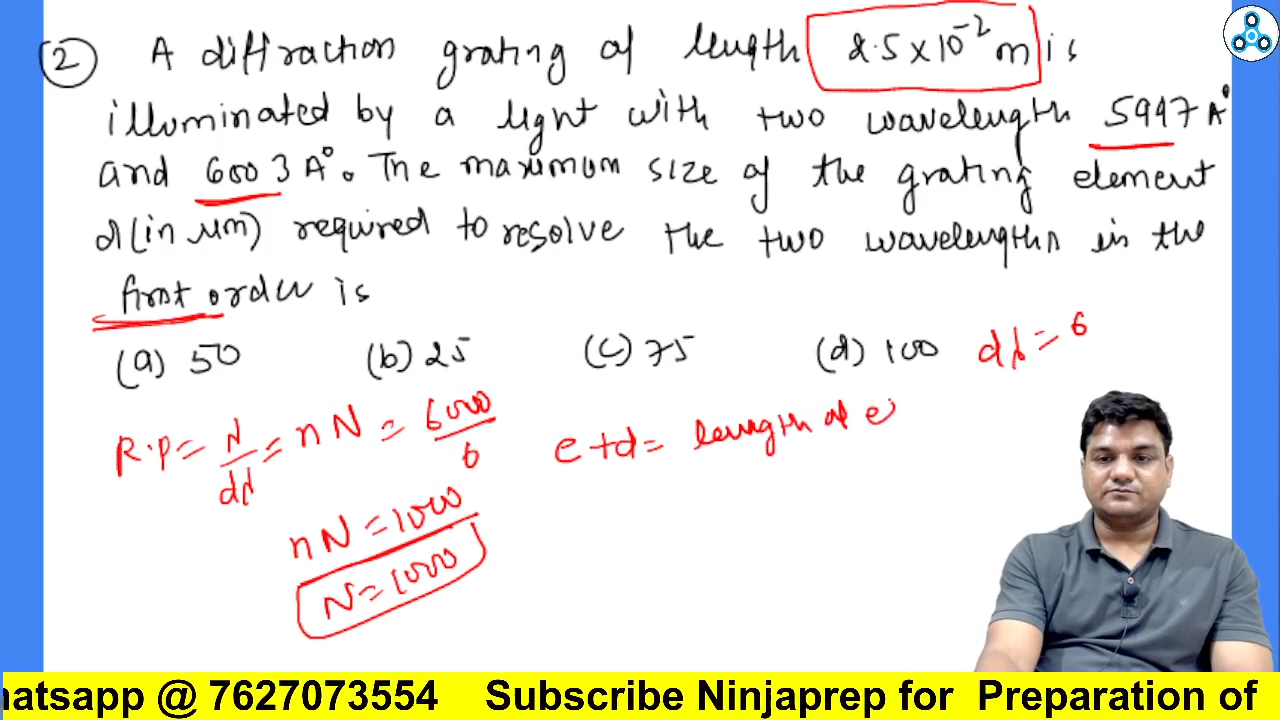 (2) A diffraction grating of length 2.5 x 10⁻² m is
illuminated by a light with two wavelength 5997 A°
and 6003 A°. The maximum size of the grating element
d (in μm) required to resolve the two wavelengths in the
first order is
(a) 50 (b) 25 (c) 75 (d) 100 dλ = 6
R.P = λ/dλ = nN = 6000/6 e+d = length of e
nN = 1000
N = 1000
hatsapp @ 7627073554 Subscribe Ninjaprep for Preparation of